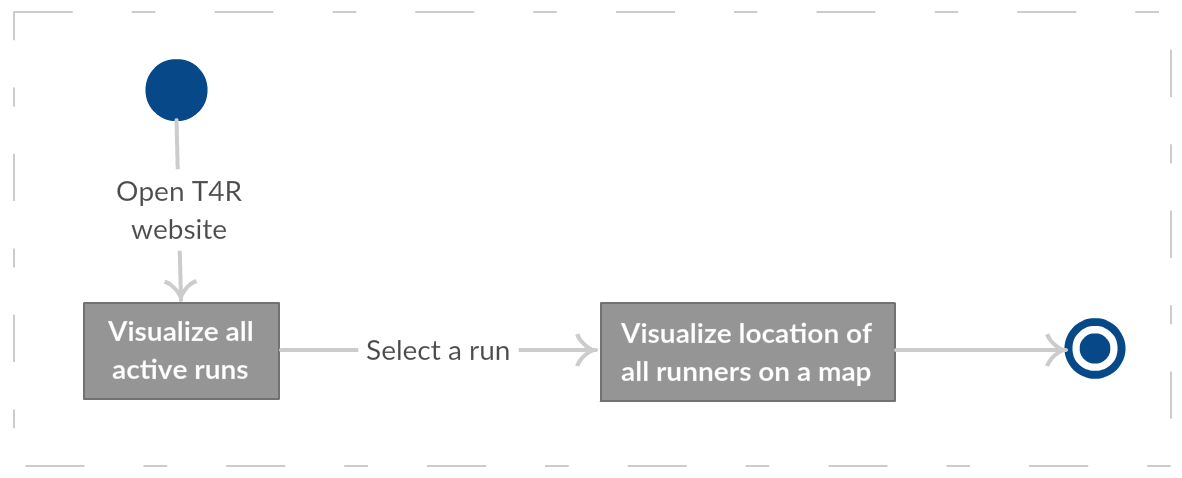 Open T4R
website
Visualize all
active runs
Select a run
Visualize location of
all runners on a map